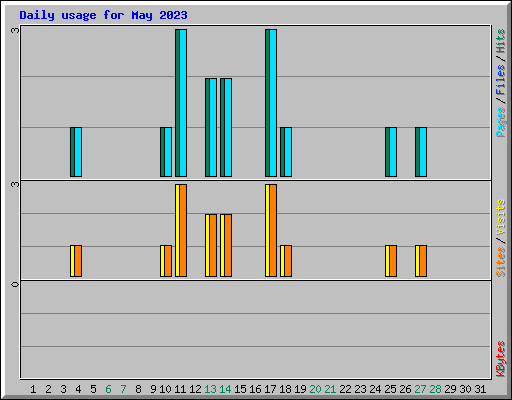 Daily usage for May 2023
3
3
0
Pages / Files / Hits
Sites / Visits
KBytes
1 2 3 4 5 6 7 8 9 10 11 12 13 14 15 16 17 18 19 20 21 22 23 24 25 26 27 28 29 30 31